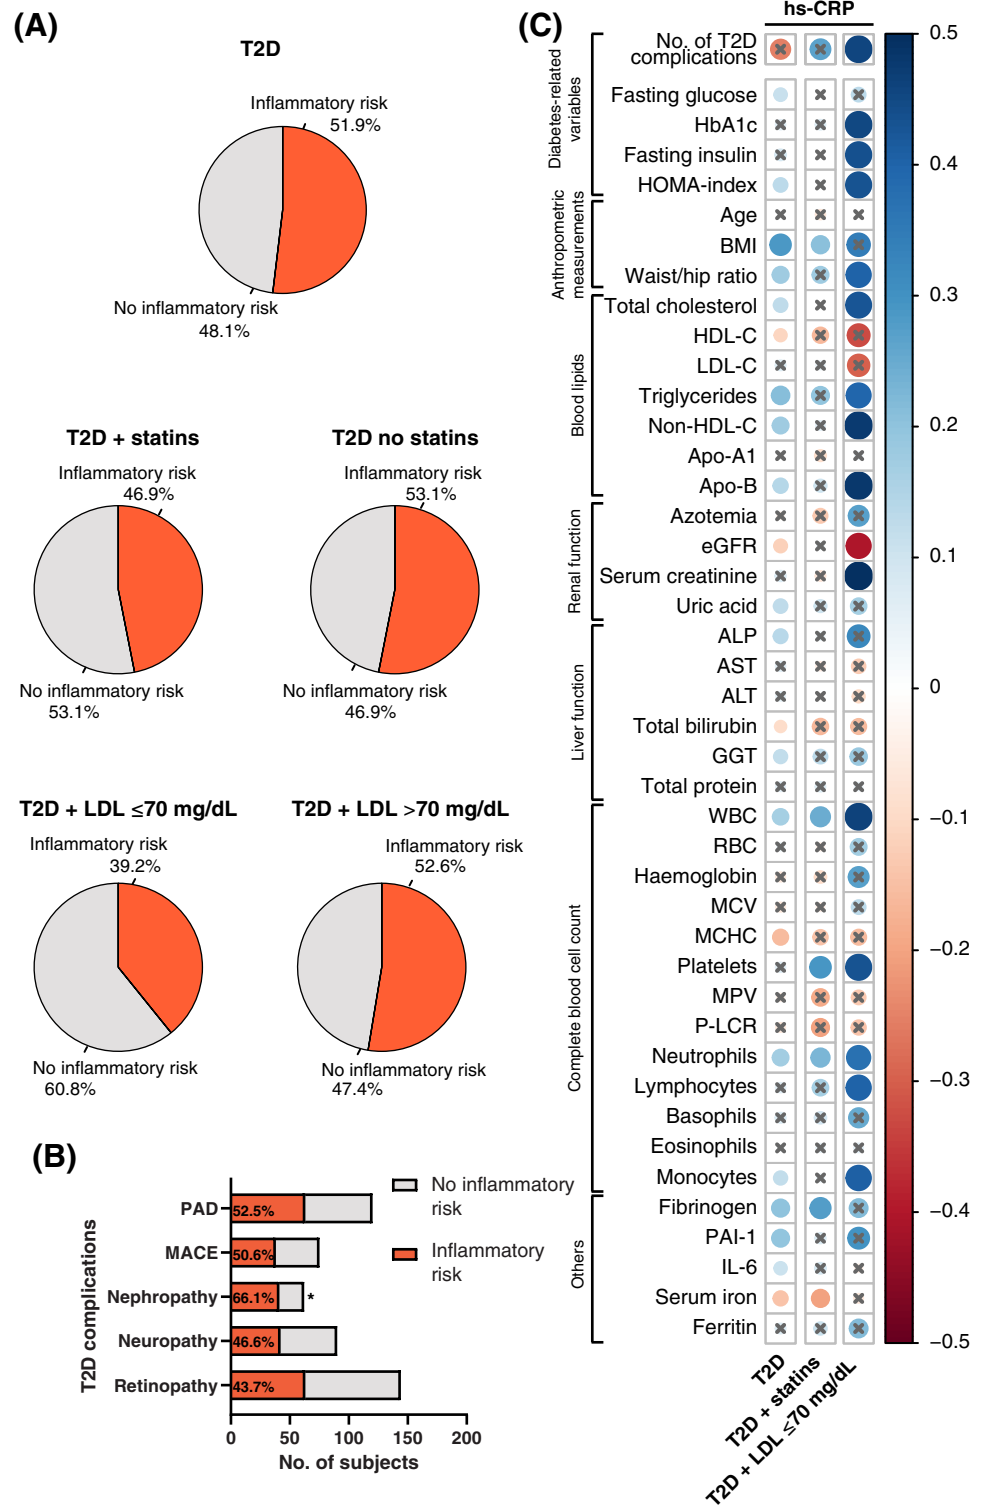 (A)
T2D
Inflammatory risk
51.9%
No inflammatory risk
48.1%
T2D + statins
Inflammatory risk
46.9%
No inflammatory risk
53.1%
T2D no statins
Inflammatory risk
53.1%
No inflammatory risk
46.9%
T2D + LDL ≤70 mg/dL
Inflammatory risk
39.2%
No inflammatory risk
60.8%
T2D + LDL >70 mg/dL
Inflammatory risk
52.6%
No inflammatory risk
47.4%
(B)
T2D complications
PAD
52.5%
MACE
50.6%
Nephropathy
66.1%
*
Neuropathy
46.6%
Retinopathy
43.7%
0
50
100
150
200
No. of subjects
No inflammatory
risk
Inflammatory
risk
(C)
hs-CRP
Diabetes-related
variables
No. of T2D
complications
Fasting glucose
HbA1c
Fasting insulin
HOMA-index
Anthropometric
measurements
Age
BMI
Waist/hip ratio
Blood lipids
Total cholesterol
HDL-C
LDL-C
Triglycerides
Non-HDL-C
Apo-A1
Apo-B
Renal function
Azotemia
eGFR
Serum creatinine
Uric acid
Liver function
ALP
AST
ALT
Total bilirubin
GGT
Total protein
Complete blood cell count
WBC
RBC
Haemoglobin
MCV
MCHC
Platelets
MPV
P-LCR
Neutrophils
Lymphocytes
Basophils
Eosinophils
Monocytes
Others
Fibrinogen
PAI-1
IL-6
Serum iron
Ferritin
T2D
T2D + statins
T2D + LDL ≤70 mg/dL
0.5
0.4
0.3
0.2
0.1
0
−0.1
−0.2
−0.3
−0.4
−0.5